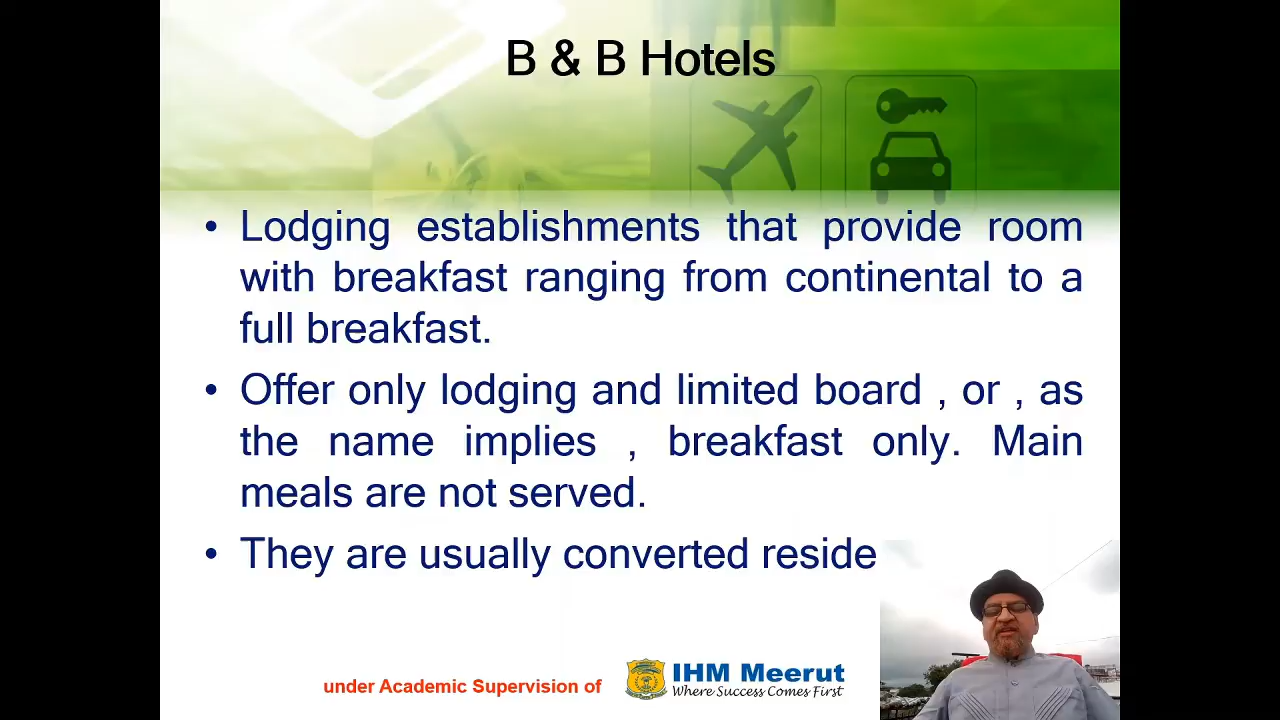 B & B Hotels
• Lodging establishments that provide room
with breakfast ranging from continental to a
full breakfast.
• Offer only lodging and limited board , or , as
the name implies , breakfast only. Main
meals are not served.
• They are usually converted reside
under Academic Supervision of
IHM Meerut
Where Success Comes First